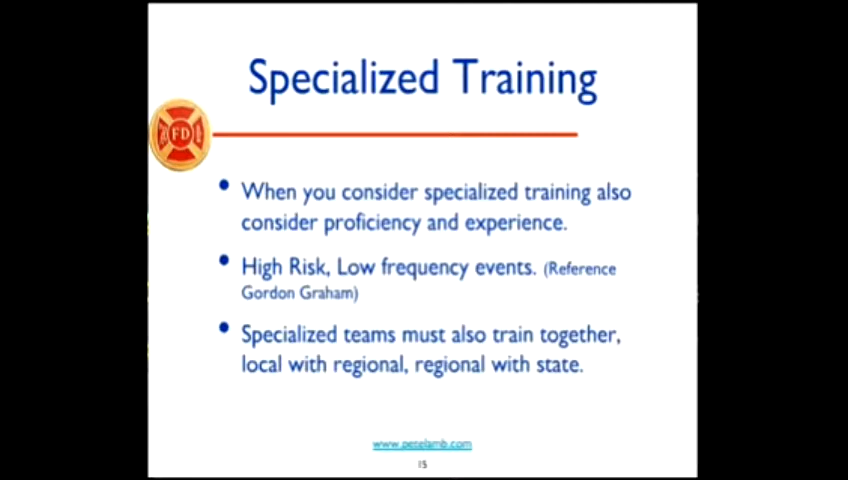 Specialized Training
FD
• When you consider specialized training also
consider proficiency and experience.
• High Risk, Low frequency events. (Reference
Gordon Graham)
• Specialized teams must also train together,
local with regional, regional with state.
www.petelamb.com
15